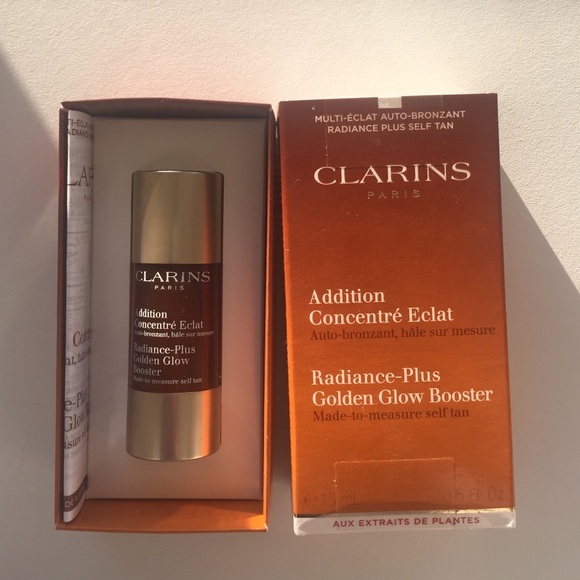 CLARINS
PARIS
Addition
Concentré Eclat
Auto-bronzant, hâle sur mesure
Radiance-Plus
Golden Glow
Booster
Made-to-measure self tan
MULTI-ÉCLAT AUTO-BRONZANT
RADIANCE PLUS SELF TAN
CLARINS
PARIS
Addition
Concentré Eclat
Auto-bronzant, hâle sur mesure
Radiance-Plus
Golden Glow Booster
Made-to-measure self tan
AUX EXTRAITS DE PLANTES